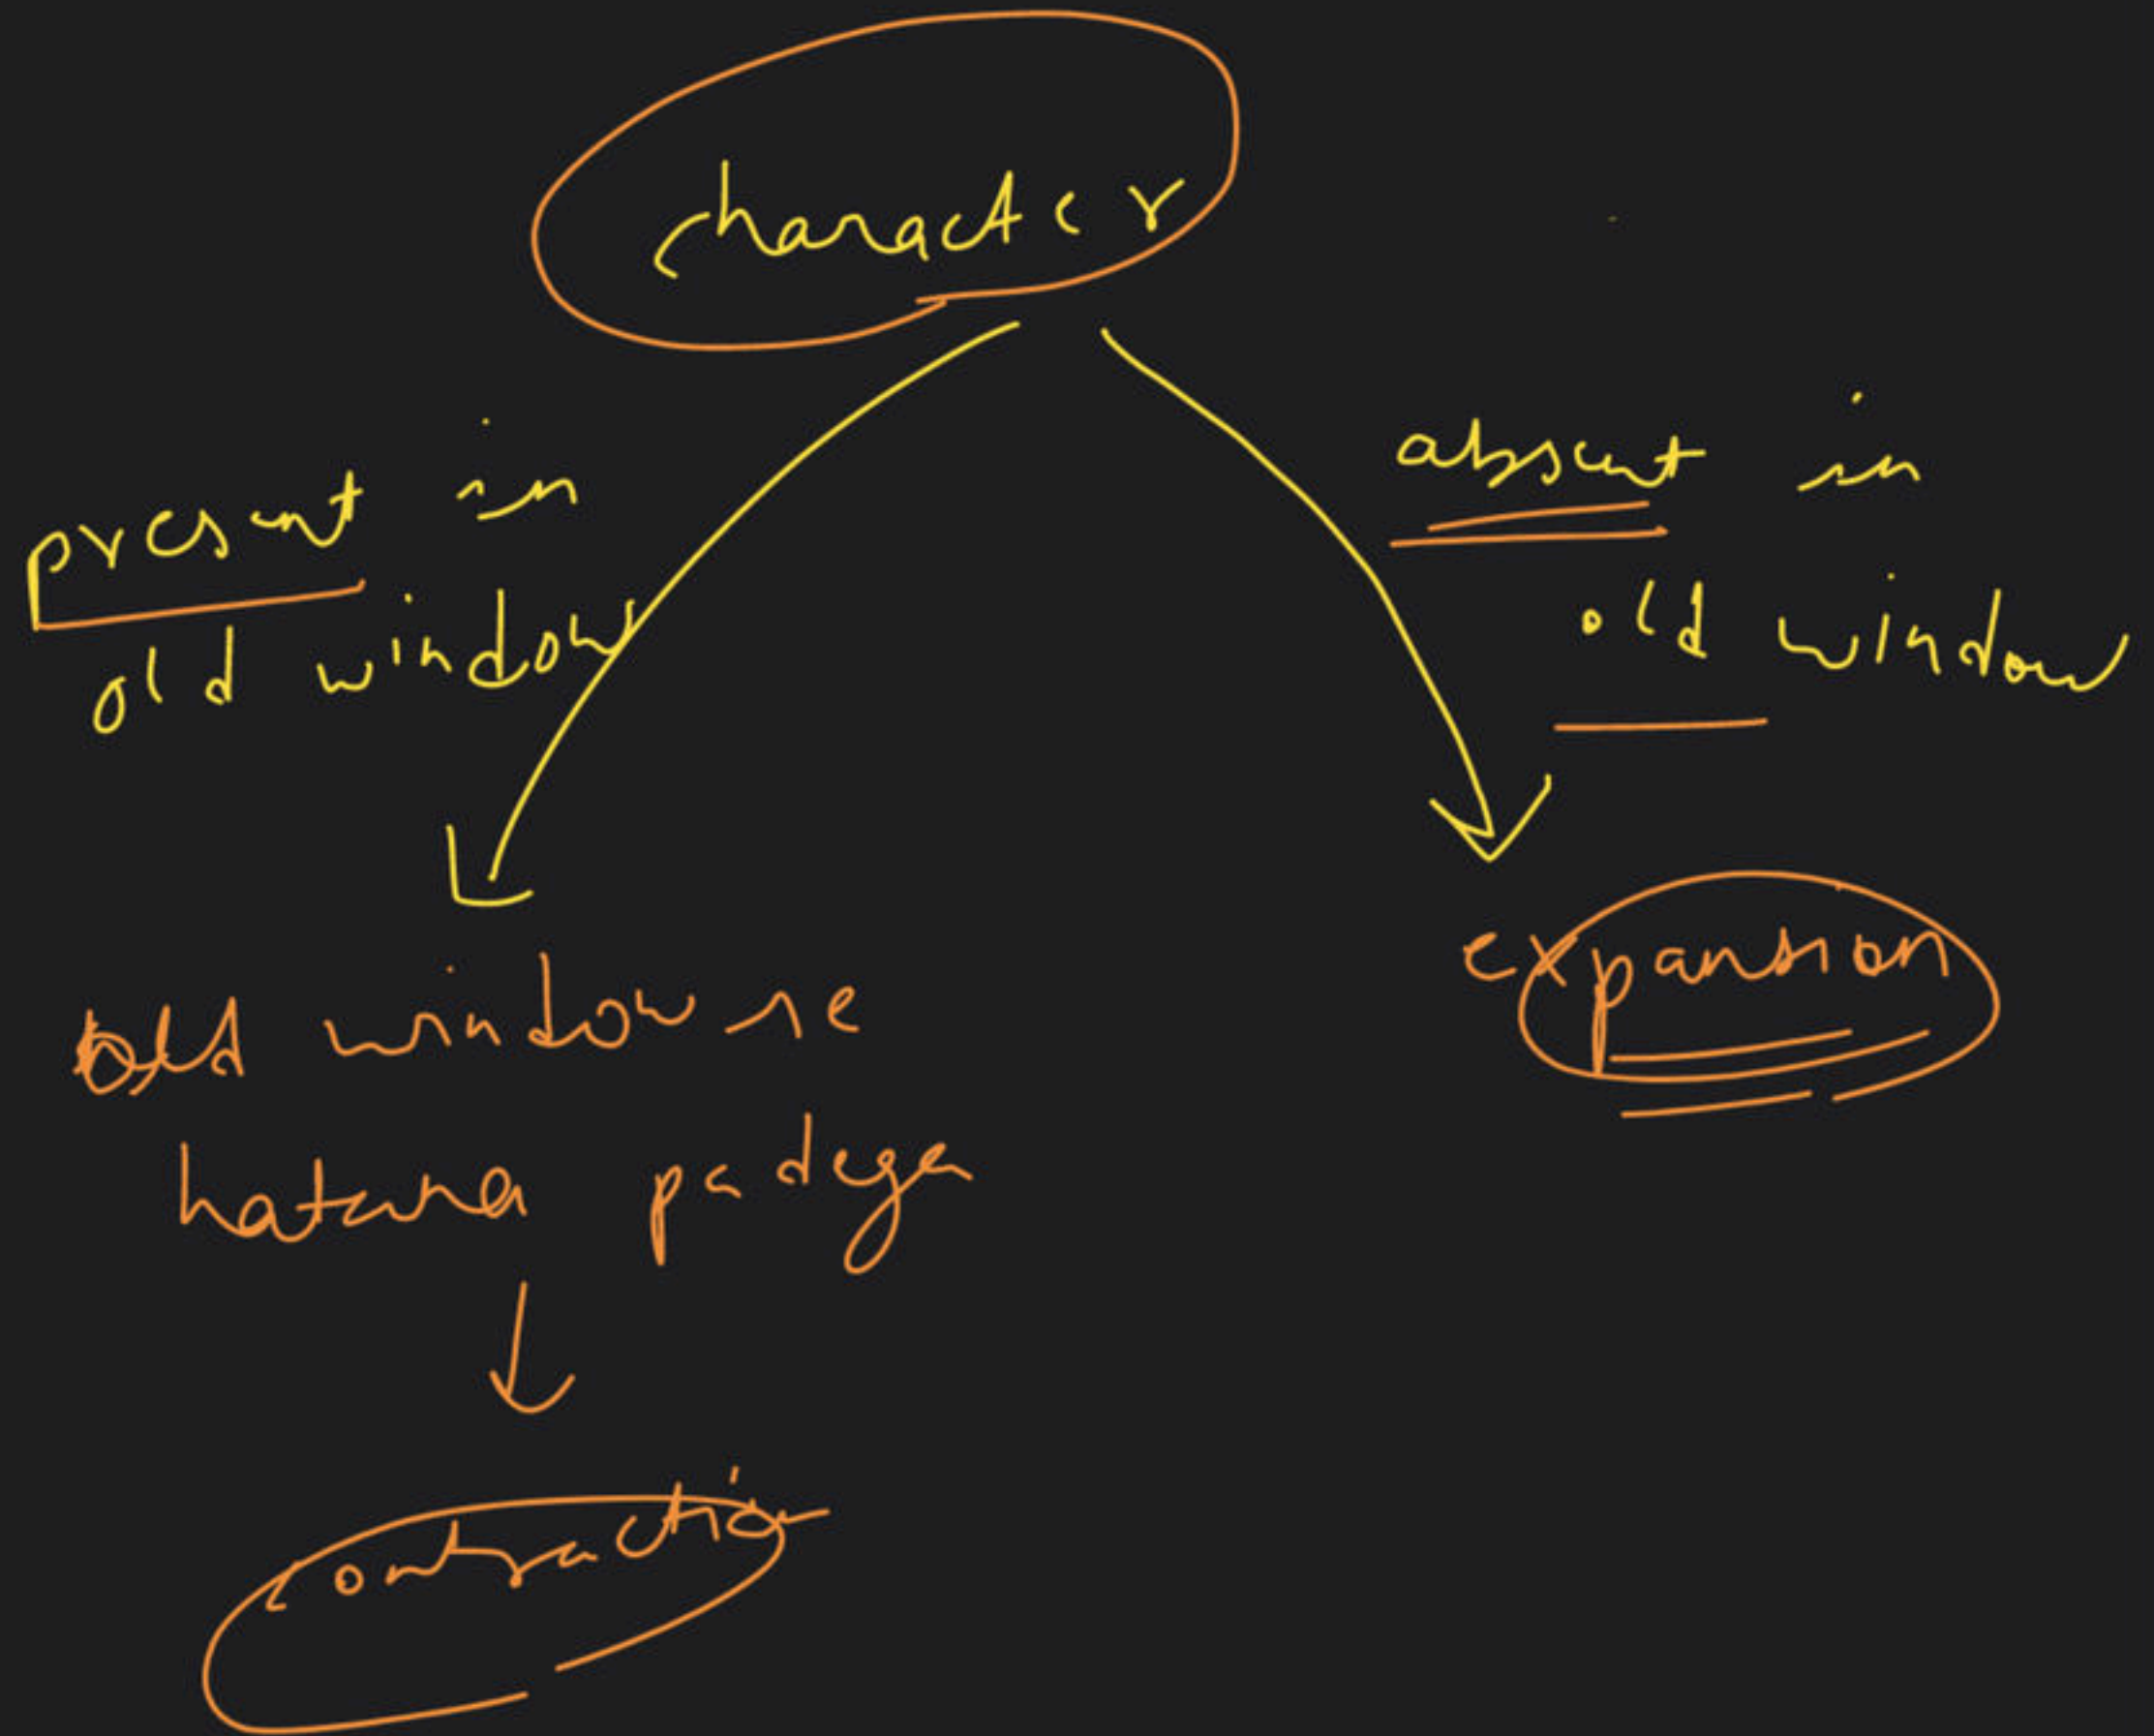 character
present in
old window
absent in
old window
old window se
hatana padega
contraction
expansion